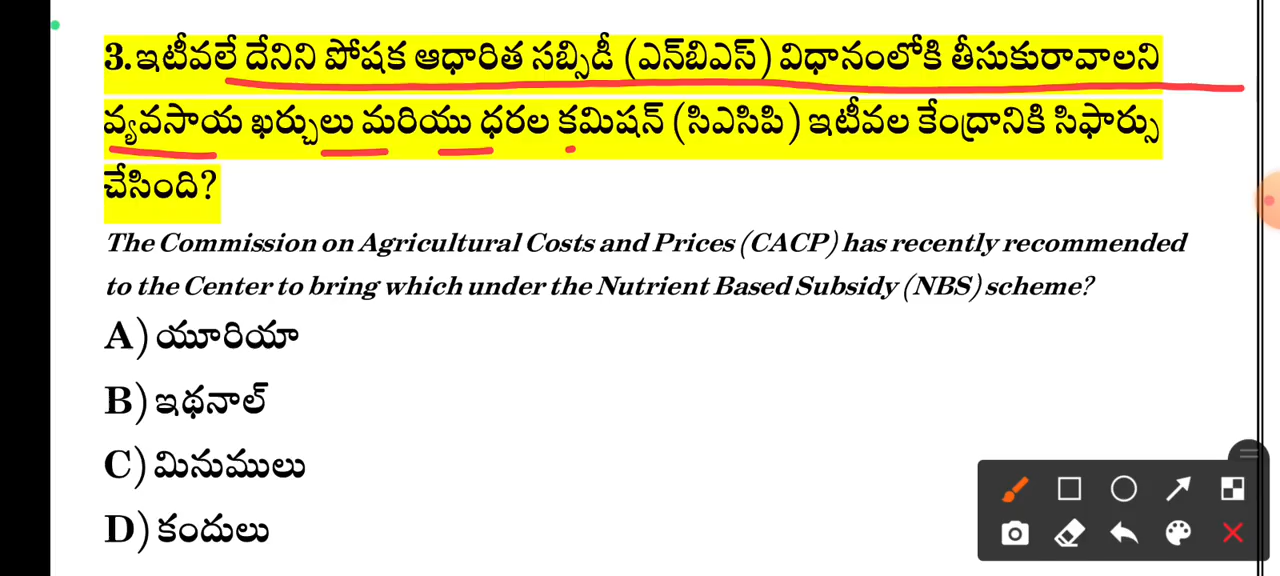 3.ఇటీవలే దేనిని పోషక ఆధారిత సబ్సిడీ (ఎన్‌బిఎస్) విధానంలోకి తీసుకురావాలని
వ్యవసాయ ఖర్చులు మరియు ధరల కమిషన్ (సిఎసిపి) ఇటీవల కేంద్రానికి సిఫార్సు
చేసింది?
The Commission on Agricultural Costs and Prices (CACP) has recently recommended
to the Center to bring which under the Nutrient Based Subsidy (NBS) scheme?
A) యూరియా
B) ఇథనాల్
C) మినుములు
D) కందులు